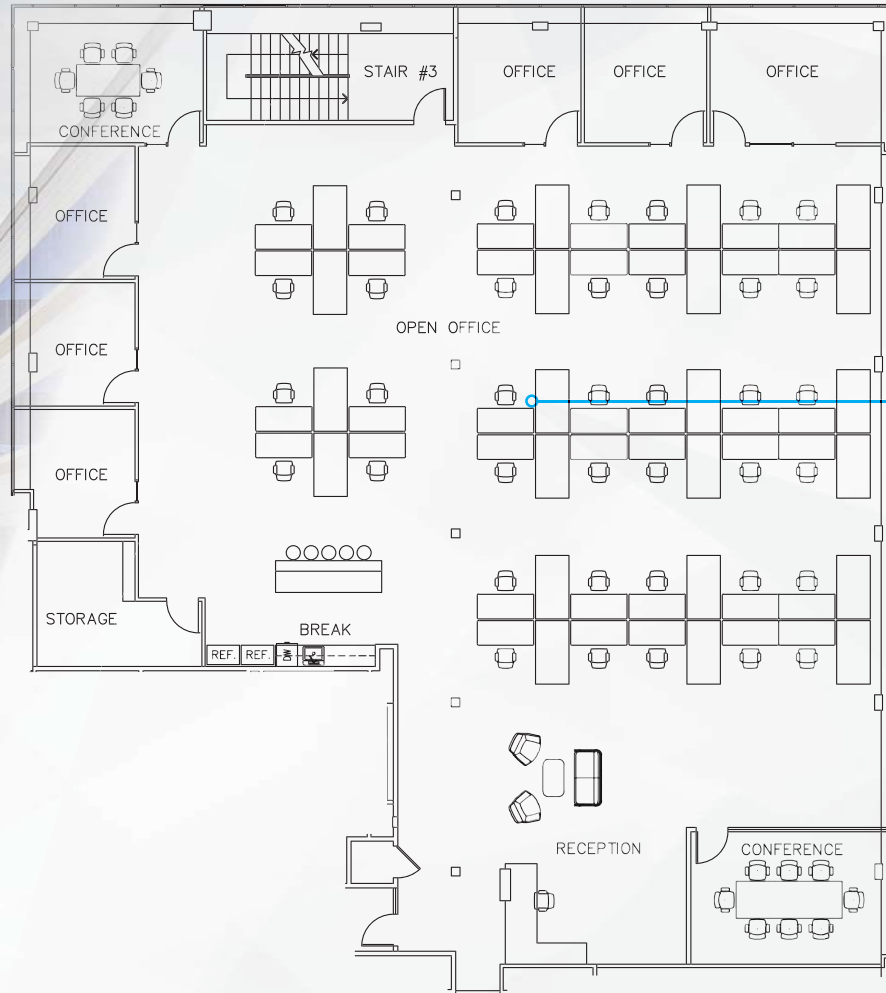 STAIR #3
OFFICE
OFFICE
OFFICE
CONFERENCE
OFFICE
OPEN OFFICE
OFFICE
OFFICE
STORAGE
BREAK
REF.
REF.
DW
RECEPTION
CONFERENCE